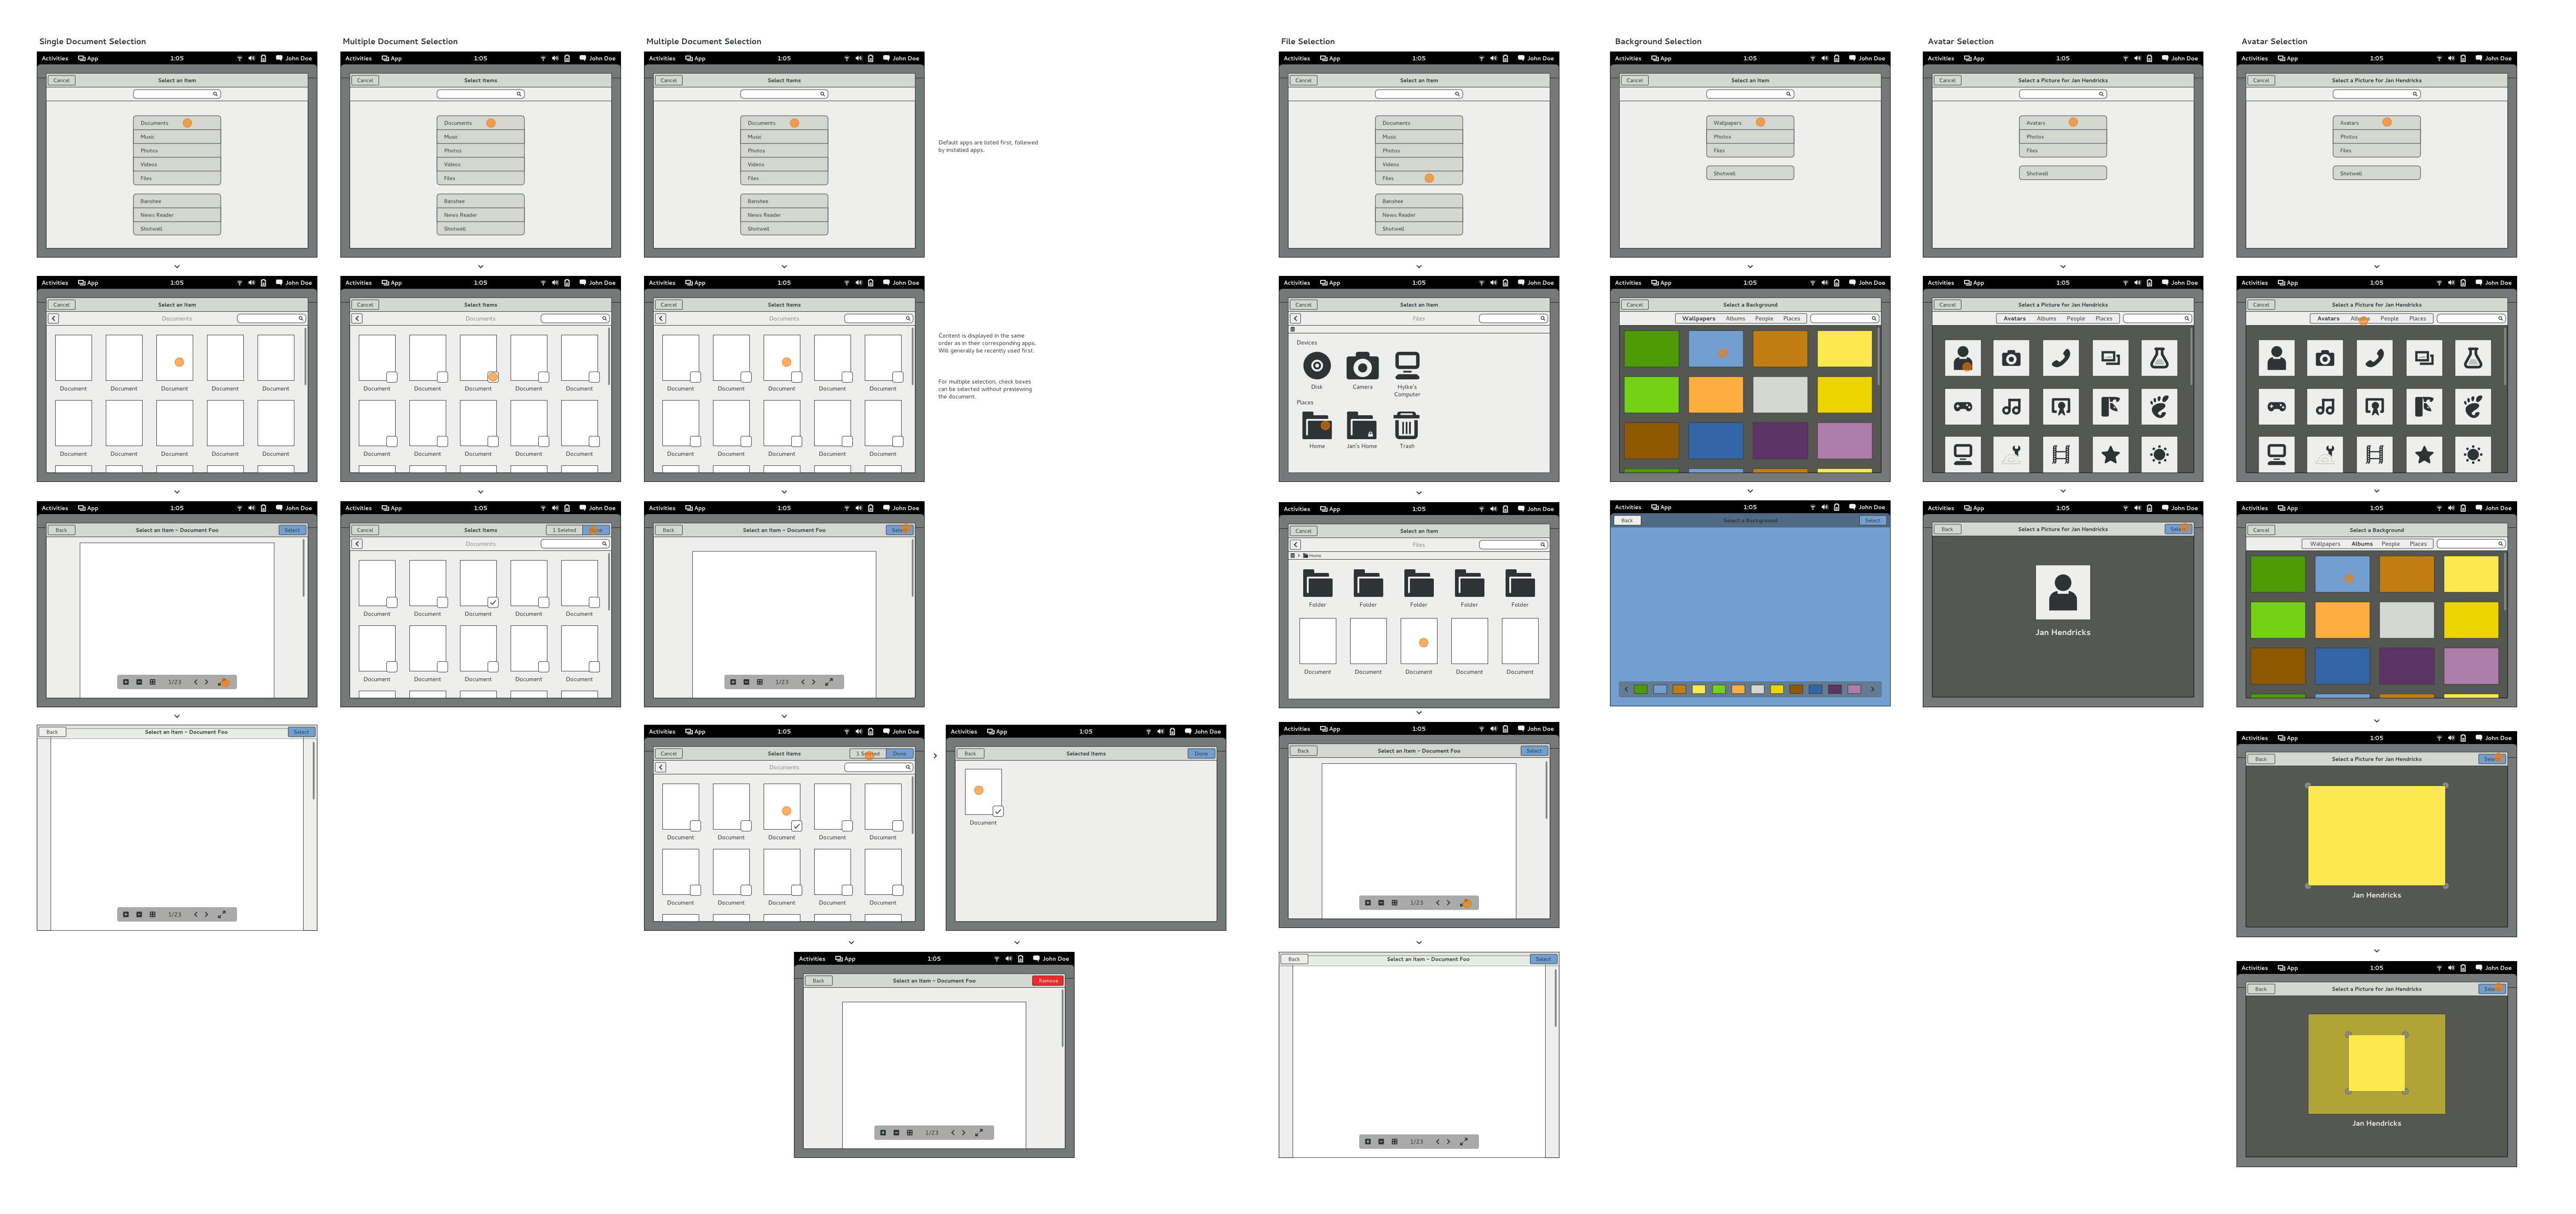 Single Document Selection
Activities App 1:05 John Doe
Cancel Select an Item
Documents
Music
Photos
Videos
Files
Banshee
News Reader
Shotwell
Activities App 1:05 John Doe
Cancel Select an Item
Documents
Document Document Document Document Document
Document Document Document Document Document
Activities App 1:05 John Doe
Back Select an Item – Document Foo Select
1/23
Back Select an Item – Document Foo Select
1/23
Multiple Document Selection
Activities App 1:05 John Doe
Cancel Select Items
Documents
Music
Photos
Videos
Files
Banshee
News Reader
Shotwell
Activities App 1:05 John Doe
Cancel Select Items
Documents
Document Document Document Document Document
Document Document Document Document Document
Activities App 1:05 John Doe
Cancel Select Items 1 Seleted Done
Documents
Document Document Document Document Document
Document Document Document Document Document
Multiple Document Selection
Activities App 1:05 John Doe
Cancel Select Items
Documents
Music
Photos
Videos
Files
Banshee
News Reader
Shotwell
Default apps are listed first, followed
by installed apps.
Activities App 1:05 John Doe
Cancel Select Items
Documents
Document Document Document Document Document
Document Document Document Document Document
Content is displayed in the same
order as in their corresponding apps.
Will generally be recently used first.
For multiple selection, check boxes
can be selected without previewing
the document.
Activities App 1:05 John Doe
Back Select an Item – Document Foo Select
1/23
Activities App 1:05 John Doe
Cancel Select Items 1 Seleted Done
Documents
Document Document Document Document Document
Document Document Document Document Document
Activities App 1:05 John Doe
Back Selected Items Done
Document
Activities App 1:05 John Doe
Back Select an Item – Document Foo Remove
1/23
File Selection
Activities App 1:05 John Doe
Cancel Select an Item
Documents
Music
Photos
Videos
Files
Banshee
News Reader
Shotwell
Activities App 1:05 John Doe
Cancel Select an Item
Files
Devices
Disk Camera Hylke's
Computer
Places
Home Jan's Home Trash
Activities App 1:05 John Doe
Cancel Select an Item
Files
Home
Folder Folder Folder Folder Folder
Document Document Document Document Document
Activities App 1:05 John Doe
Back Select an Item – Document Foo Select
1/23
Back Select an Item – Document Foo Select
1/23
Background Selection
Activities App 1:05 John Doe
Cancel Select an Item
Wallpapers
Photos
Files
Shotwell
Activities App 1:05 John Doe
Cancel Select a Background
Wallpapers Albums People Places
Activities App 1:05 John Doe
Back Select a Background Select
Avatar Selection
Activities App 1:05 John Doe
Cancel Select a Picture for Jan Hendricks
Avatars
Photos
Files
Shotwell
Activities App 1:05 John Doe
Cancel Select a Picture for Jan Hendricks
Avatars Albums People Places
Activities App 1:05 John Doe
Back Select a Picture for Jan Hendricks Select
Jan Hendricks
Avatar Selection
Activities App 1:05 John Doe
Cancel Select a Picture for Jan Hendricks
Avatars
Photos
Files
Shotwell
Activities App 1:05 John Doe
Cancel Select a Picture for Jan Hendricks
Avatars Albums People Places
Activities App 1:05 John Doe
Cancel Select a Background
Wallpapers Albums People Places
Activities App 1:05 John Doe
Back Select a Picture for Jan Hendricks Select
Jan Hendricks
Activities App 1:05 John Doe
Back Select a Picture for Jan Hendricks Select
Jan Hendricks